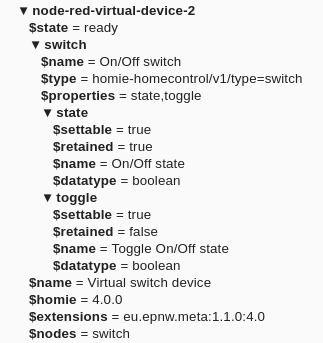 ▼ node-red-virtual-device-2
$state = ready
▼ switch
$name = On/Off switch
$type = homie-homecontrol/v1/type=switch
$properties = state,toggle
▼ state
$settable = true
$retained = true
$name = On/Off state
$datatype = boolean
▼ toggle
$settable = true
$retained = false
$name = Toggle On/Off state
$datatype = boolean
$name = Virtual switch device
$homie = 4.0.0
$extensions = eu.epnw.meta:1.1.0:4.0
$nodes = switch